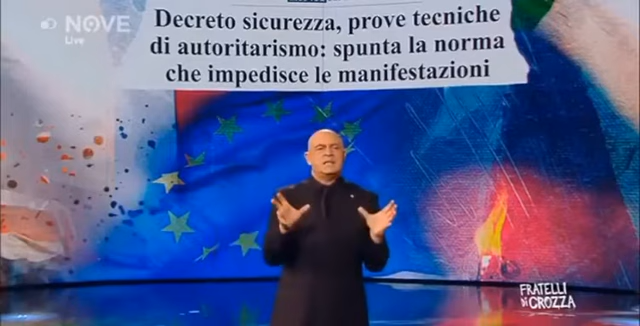 NOVE
Live
Decreto sicurezza, prove tecniche
di autoritarismo: spunta la norma
che impedisce le manifestazioni
FRATELLI
DI CROZZA